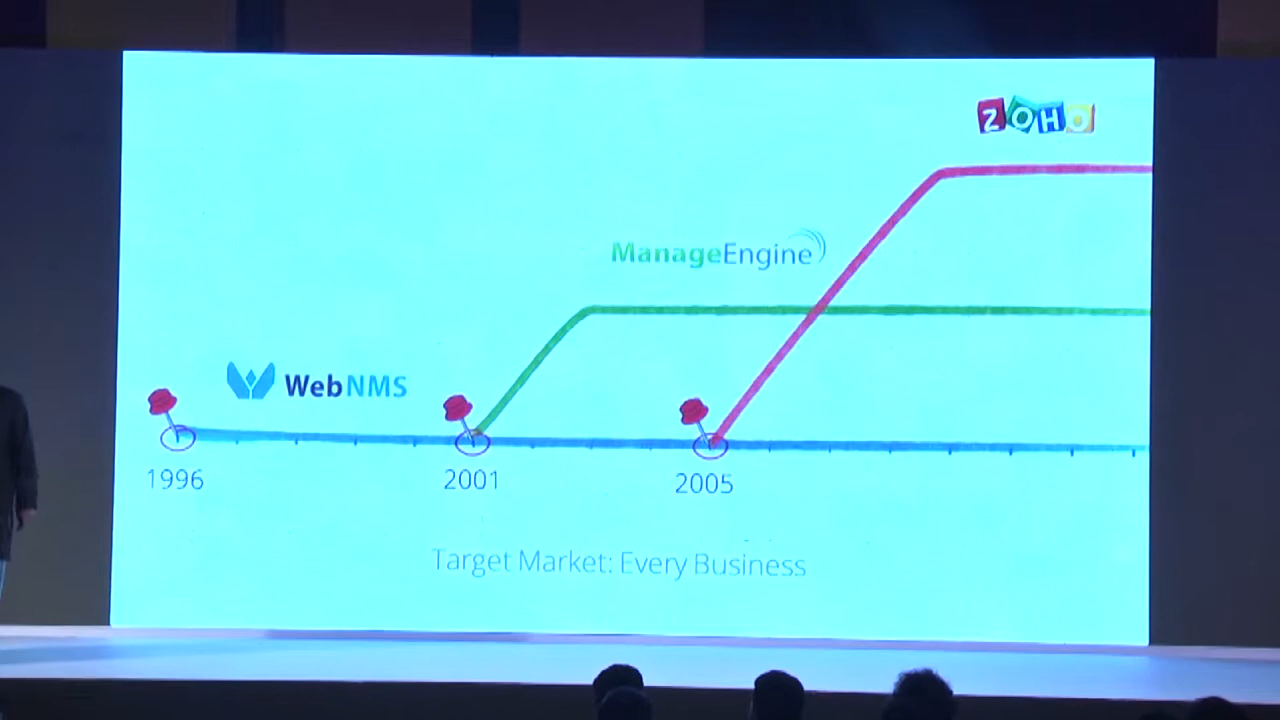 ZOHO
ManageEngine
WebNMS
1996
2001
2005
Target Market: Every Business